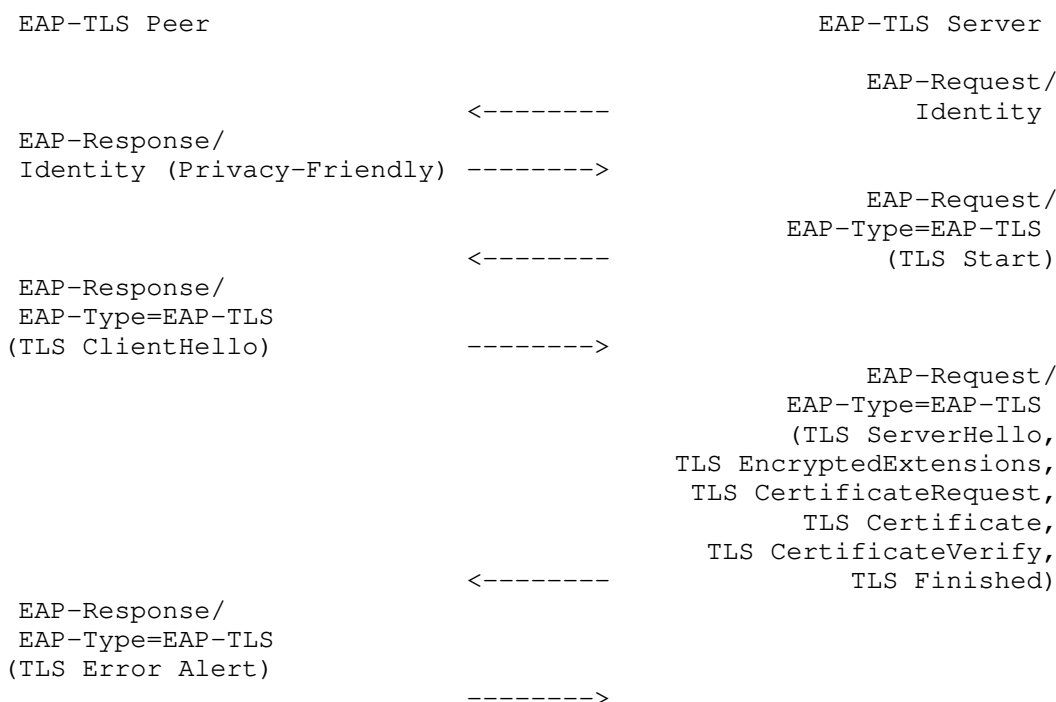 EAP-TLS Peer                                      EAP-TLS Server
EAP-Request/
<--------                   Identity
EAP-Response/
Identity (Privacy-Friendly) -------->
EAP-Request/
EAP-Type=EAP-TLS
<--------                 (TLS Start)
EAP-Response/
EAP-Type=EAP-TLS
(TLS ClientHello)             -------->
EAP-Request/
EAP-Type=EAP-TLS
(TLS ServerHello,
TLS EncryptedExtensions,
TLS CertificateRequest,
TLS Certificate,
TLS CertificateVerify,
<--------               TLS Finished)
EAP-Response/
EAP-Type=EAP-TLS
(TLS Error Alert)
-------->